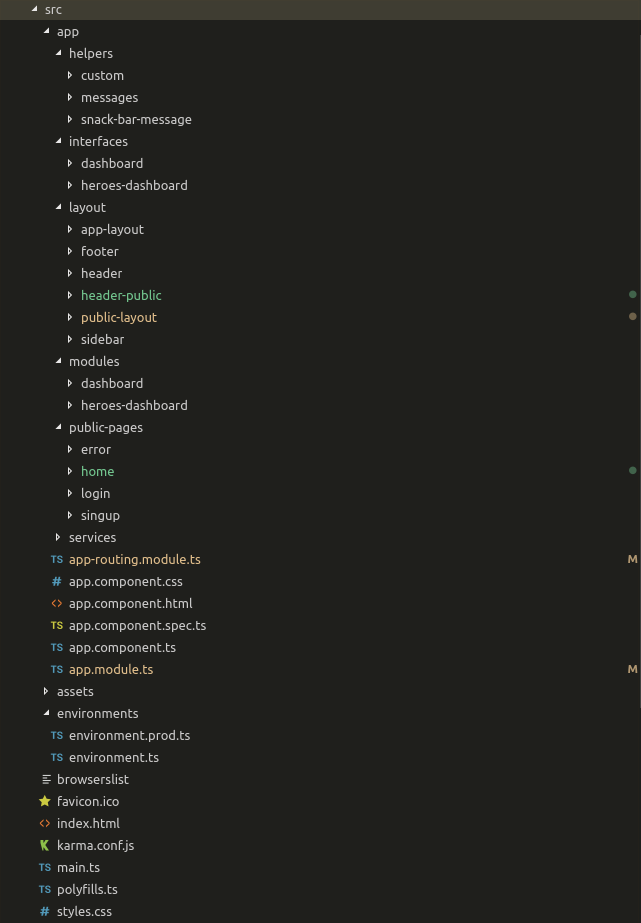 src
app
helpers
custom
messages
snack-bar-message
interfaces
dashboard
heroes-dashboard
layout
app-layout
footer
header
header-public
public-layout
sidebar
modules
dashboard
heroes-dashboard
public-pages
error
home
login
singup
services
TS app-routing.module.ts M
# app.component.css
<> app.component.html
TS app.component.spec.ts
TS app.component.ts
TS app.module.ts M
assets
environments
TS environment.prod.ts
TS environment.ts
browserslist
favicon.ico
<> index.html
karma.conf.js
TS main.ts
TS polyfills.ts
# styles.css